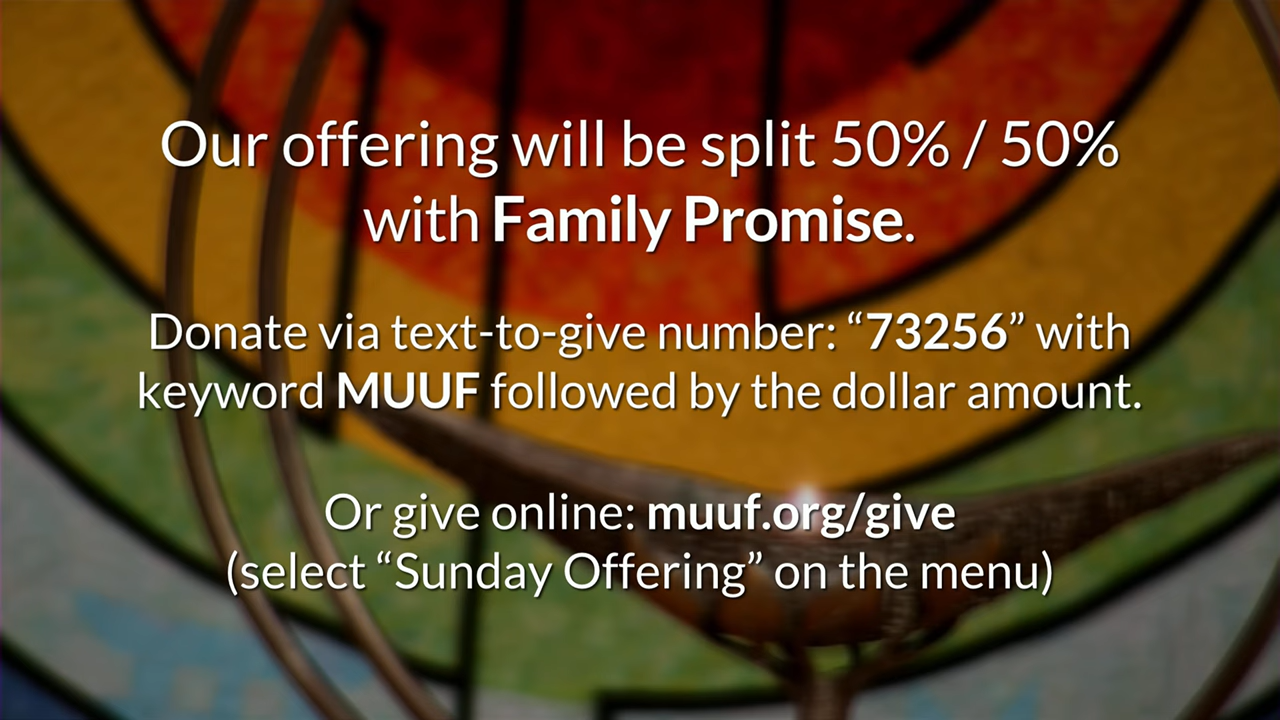 Our offering will be split 50% / 50%
with Family Promise.
Donate via text-to-give number: “73256” with
keyword MUUF followed by the dollar amount.
Or give online: muuf.org/give
(select “Sunday Offering” on the menu)